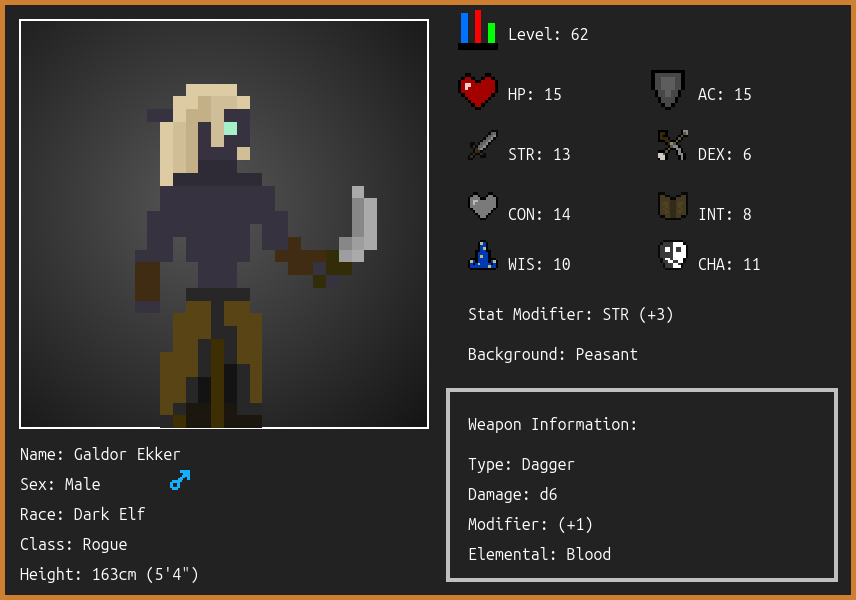 Level: 62
HP: 15
AC: 15
STR: 13
DEX: 6
CON: 14
INT: 8
WIS: 10
CHA: 11
Stat Modifier: STR (+3)
Background: Peasant
Weapon Information:
Type: Dagger
Damage: d6
Modifier: (+1)
Elemental: Blood
Name: Galdor Ekker
Sex: Male
Race: Dark Elf
Class: Rogue
Height: 163cm (5'4")